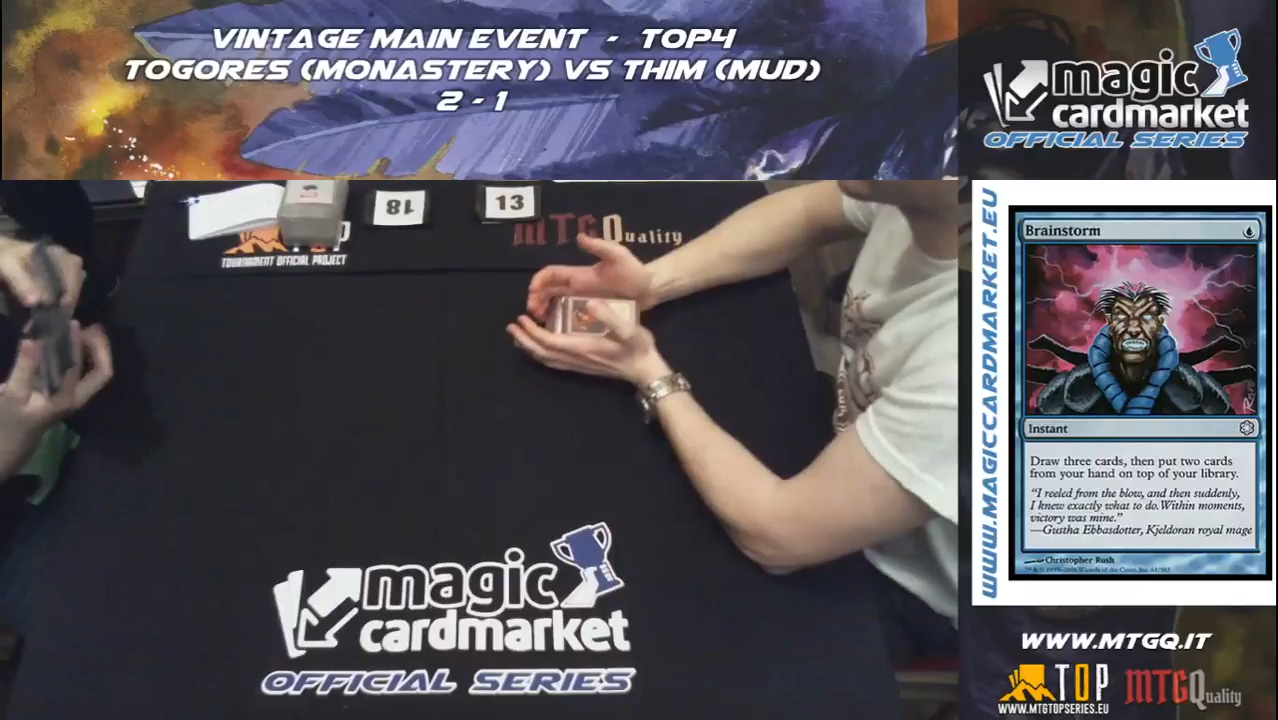 VINTAGE MAIN EVENT - TOP4
TOGORES (MONASTERY) VS THIM (MUD)
2 - 1
magic
cardmarket
OFFICIAL SERIES
18
13
MTGQuality
TOURNAMENT OFFICIAL PROJECT
magic
cardmarket
OFFICIAL SERIES
WWW.MAGICCARDMARKET.EU
Brainstorm
Instant
Draw three cards, then put two cards
from your hand on top of your library.
"I reeled from the blow, and then suddenly,
I knew exactly what to do. Within moments,
victory was mine."
—Gustha Ebbasdotter, Kjeldoran royal mage
Christopher Rush
WWW.MTGQ.IT
TOP
WWW.MTGTOPSERIES.EU
MTGQuality